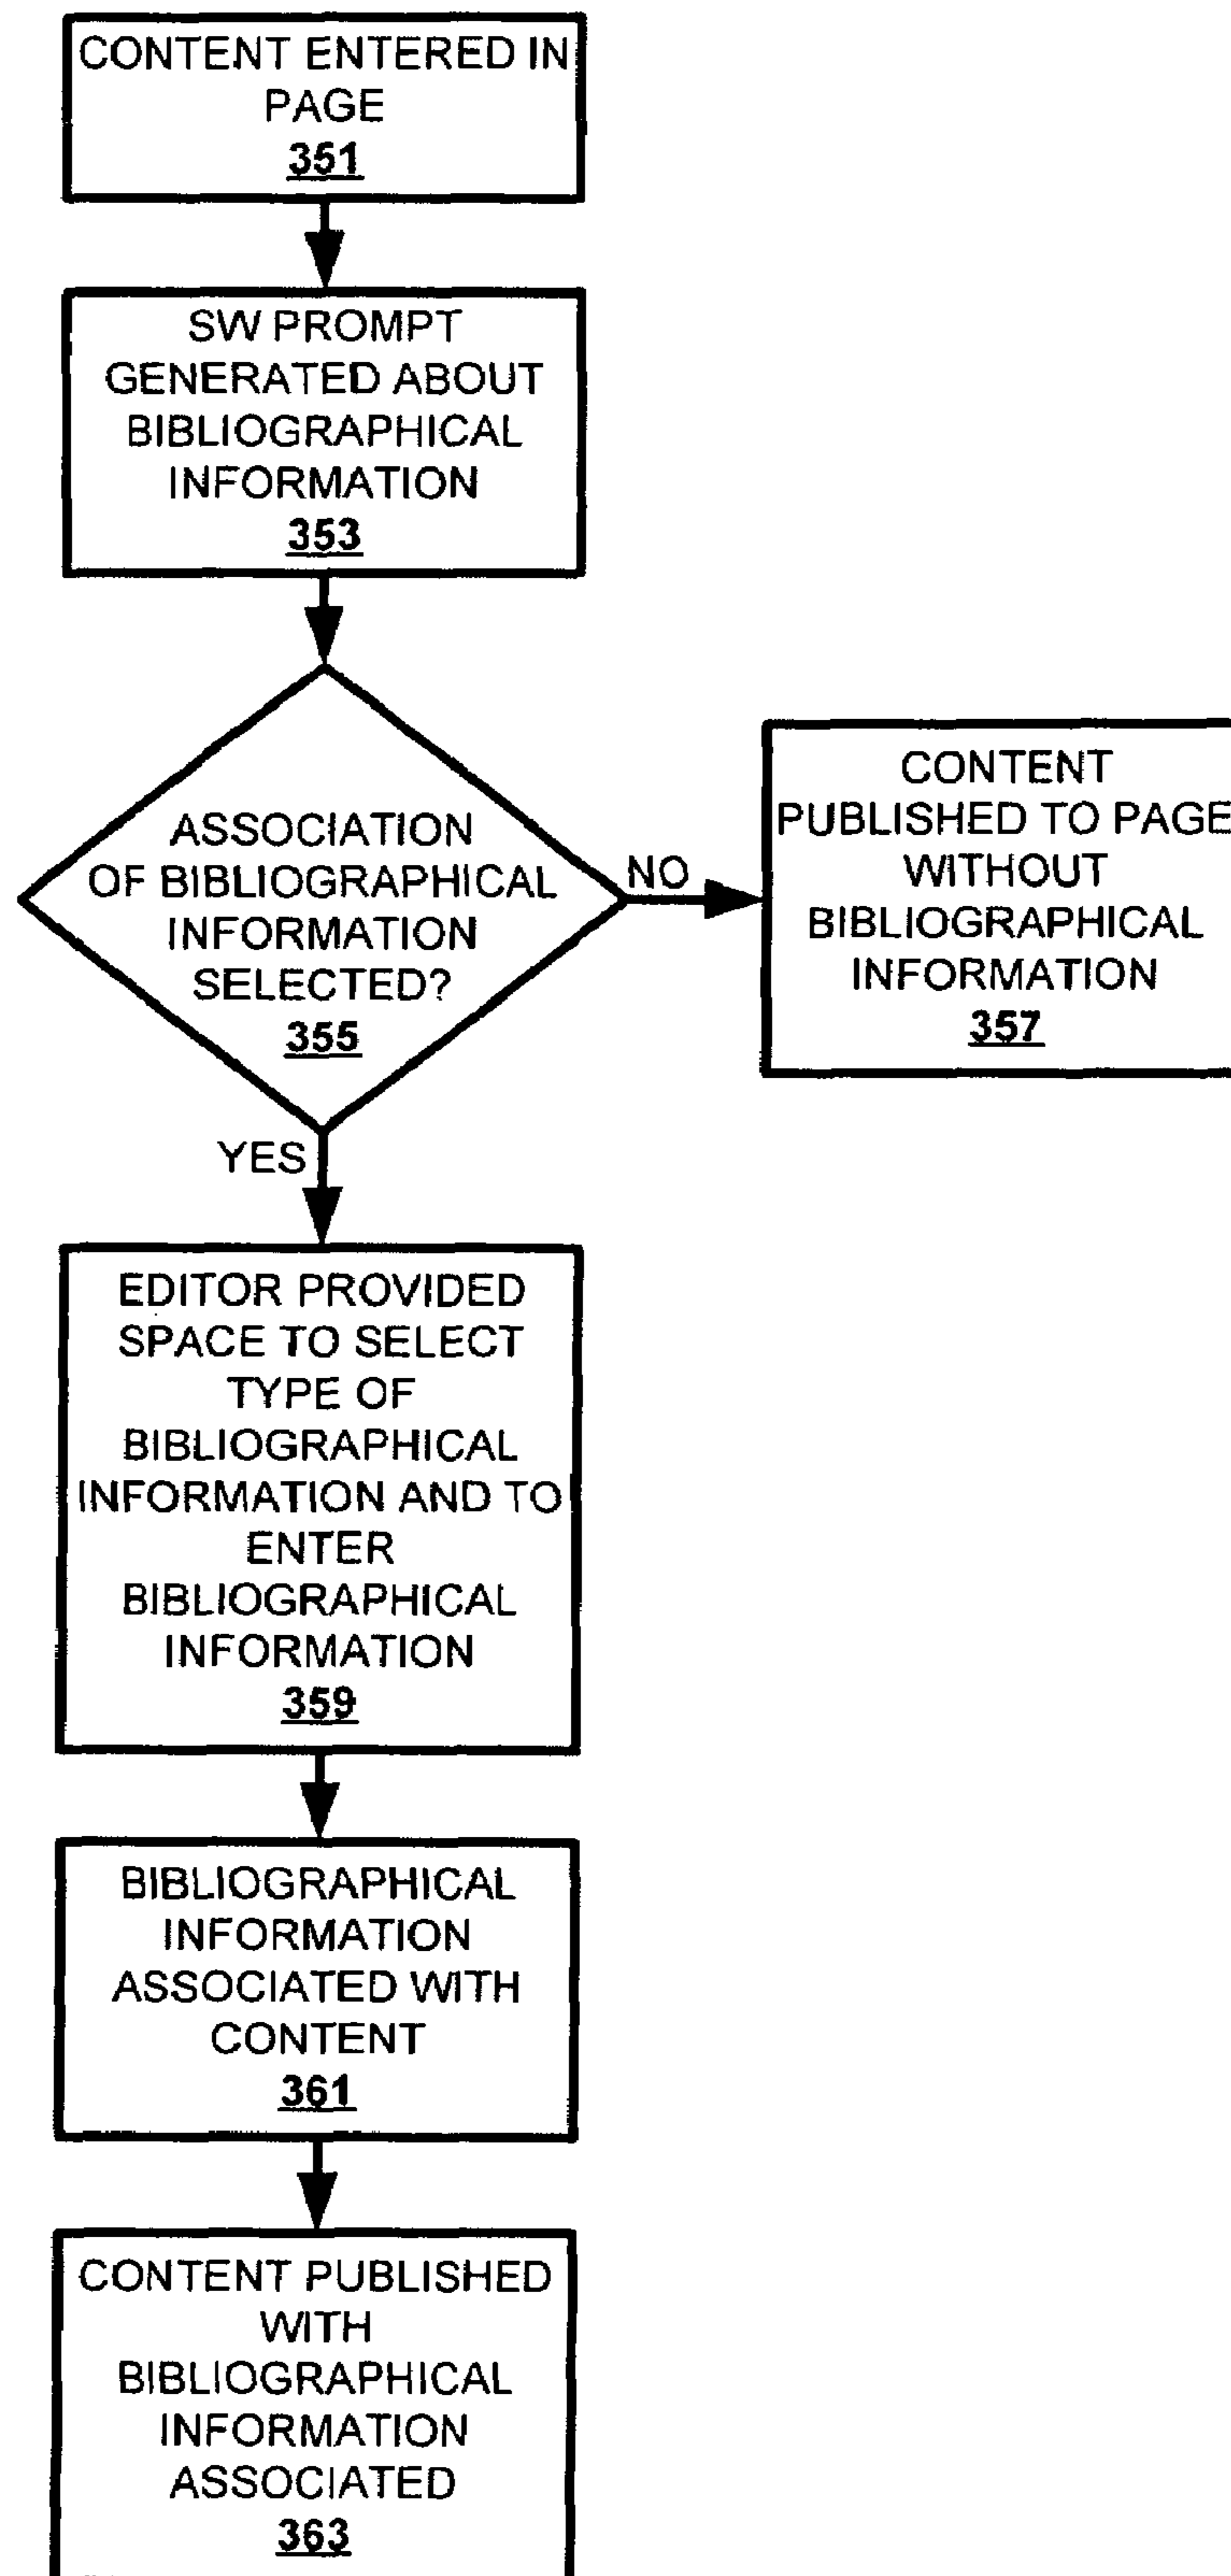 CONTENT ENTERED IN
PAGE
351
SW PROMPT
GENERATED ABOUT
BIBLIOGRAPHICAL
INFORMATION
353
ASSOCIATION
OF BIBLIOGRAPHICAL
INFORMATION
SELECTED?
355
NO
CONTENT
PUBLISHED TO PAGE
WITHOUT
BIBLIOGRAPHICAL
INFORMATION
357
YES
EDITOR PROVIDED
SPACE TO SELECT
TYPE OF
BIBLIOGRAPHICAL
INFORMATION AND TO
ENTER
BIBLIOGRAPHICAL
INFORMATION
359
BIBLIOGRAPHICAL
INFORMATION
ASSOCIATED WITH
CONTENT
361
CONTENT PUBLISHED
WITH
BIBLIOGRAPHICAL
INFORMATION
ASSOCIATED
363